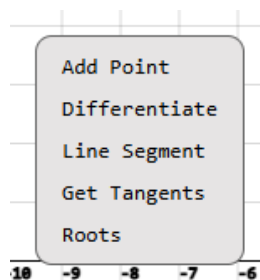 Add Point
Differentiate
Line Segment
Get Tangents
Roots
-10 -9 -8 -7 -6